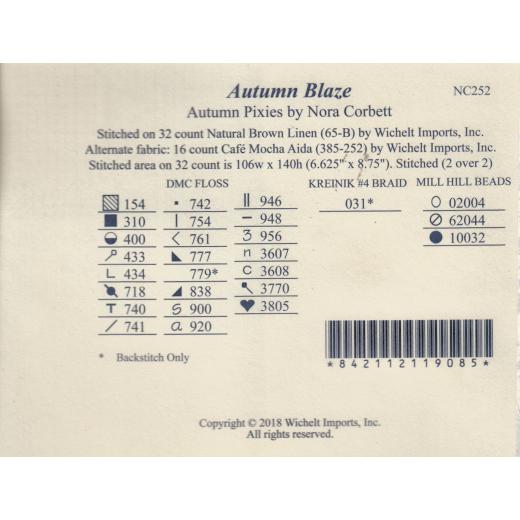 Autumn Blaze NC252
Autumn Pixies by Nora Corbett
Stitched on 32 count Natural Brown Linen (65-B) by Wichelt Imports, Inc.
Alternate fabric: 16 count Café Mocha Aida (385-252) by Wichelt Imports, Inc.
Stitched area on 32 count is 106w x 140h (6.625" x 8.75"). Stitched (2 over 2)
DMC FLOSS KREINIK #4 BRAID MILL HILL BEADS
154 742 946 031* 02004
310 754 948 62044
400 761 956 10032
433 777 n 3607
L 434 779* c 3608
718 838 3770
T 740 S 900 3805
/ 741 a 920
* Backstitch Only
*842112119085*
Copyright © 2018 Wichelt Imports, Inc.
All rights reserved.